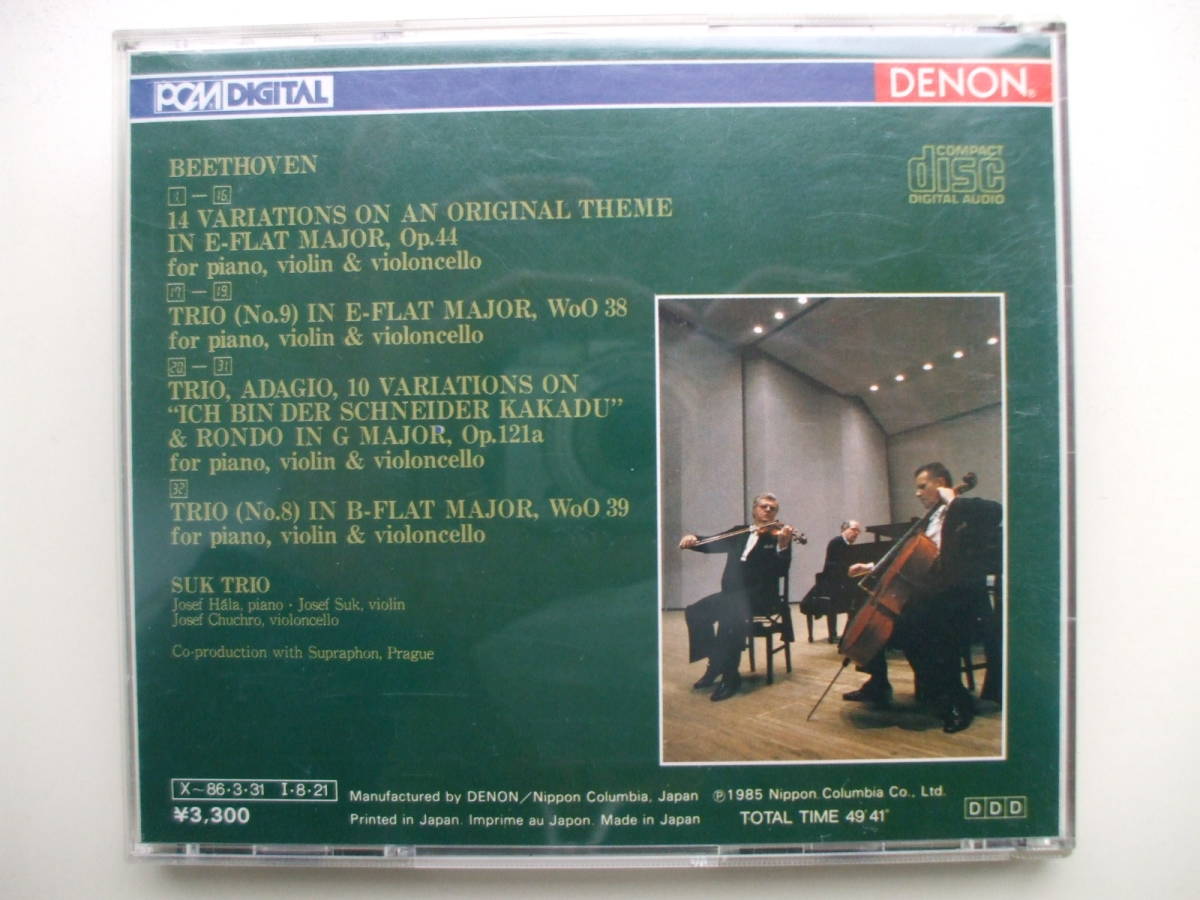 PCM DIGITAL
DENON®
COMPACT
disc
DIGITAL AUDIO
BEETHOVEN
1 — 16
14 VARIATIONS ON AN ORIGINAL THEME
IN E-FLAT MAJOR, Op.44
for piano, violin & violoncello
17 — 19
TRIO (No.9) IN E-FLAT MAJOR, WoO 38
for piano, violin & violoncello
20 — 31
TRIO, ADAGIO, 10 VARIATIONS ON
“ICH BIN DER SCHNEIDER KAKADU”
& RONDO IN G MAJOR, Op.121a
for piano, violin & violoncello
32
TRIO (No.8) IN B-FLAT MAJOR, WoO 39
for piano, violin & violoncello
SUK TRIO
Josef Hála, piano · Josef Suk, violin
Josef Chuchro, violoncello
Co-production with Supraphon, Prague
X~86·3·31 I·8·21
¥3,300
Manufactured by DENON/Nippon Columbia, Japan ℗1985 Nippon Columbia Co., Ltd.
Printed in Japan. Imprime au Japon. Made in Japan TOTAL TIME 49'41"
DDD